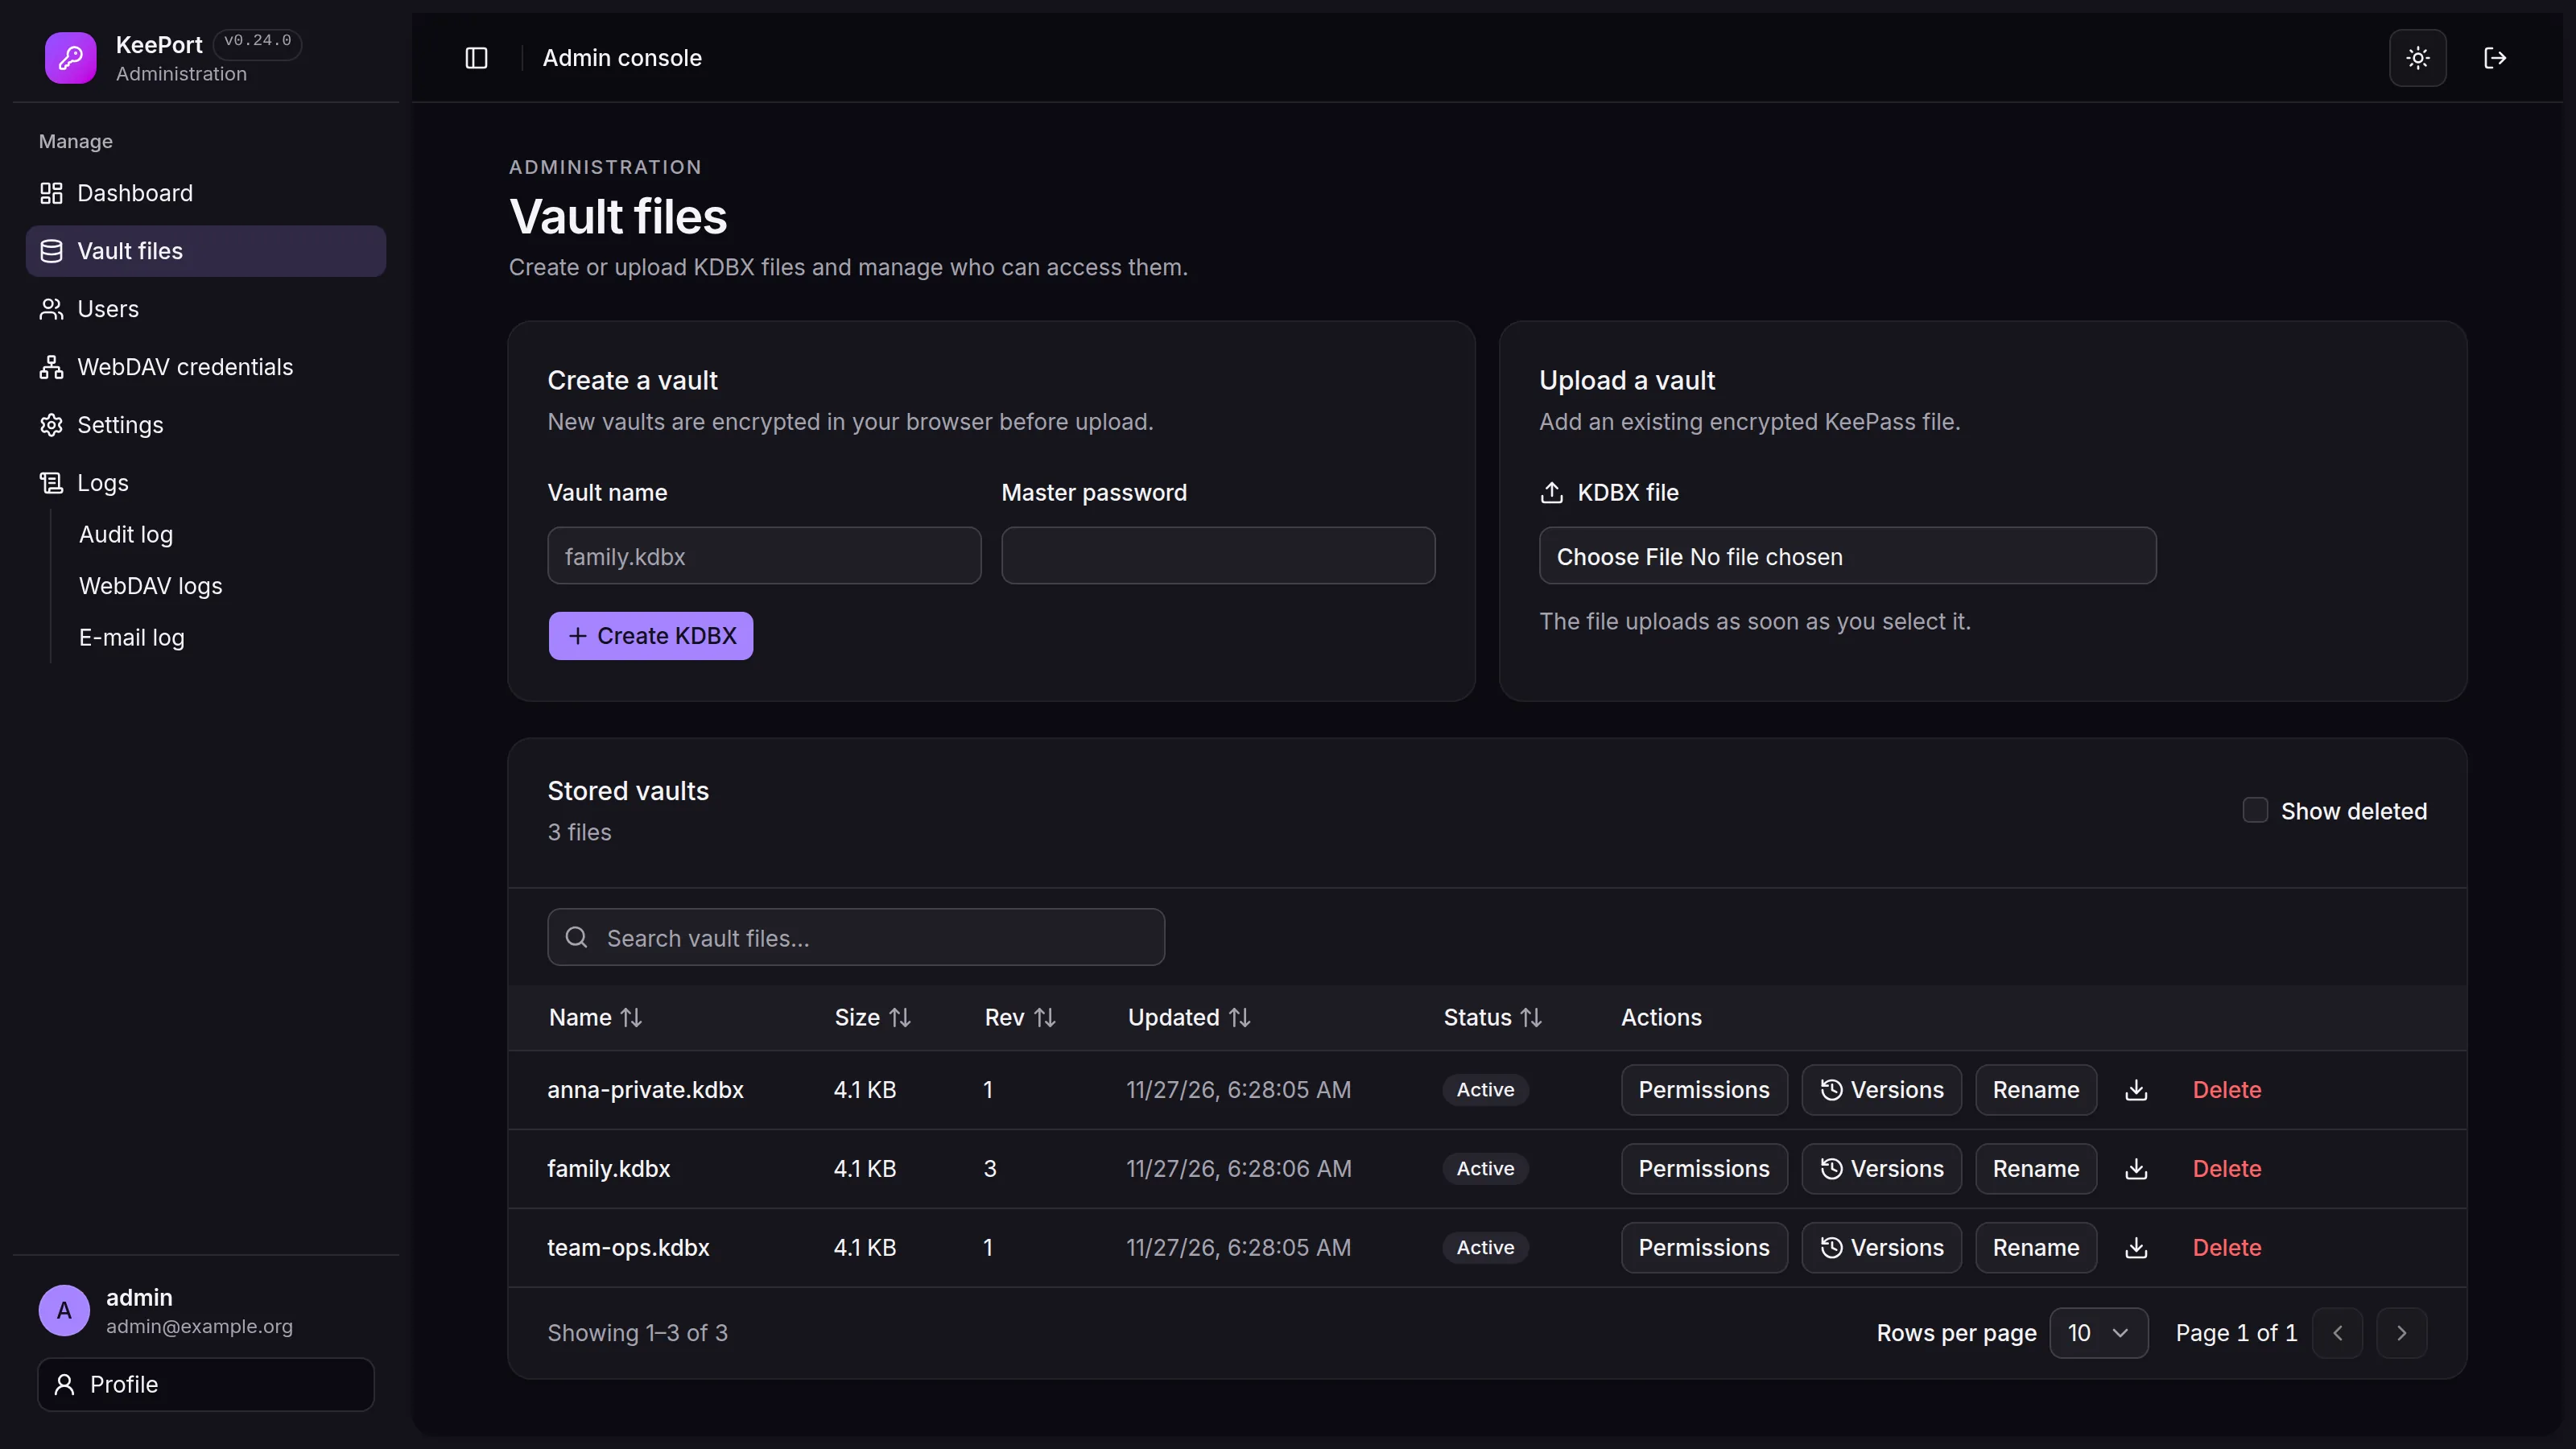 KeePort v0.24.0
Administration
Manage
Dashboard
Vault files
Users
WebDAV credentials
Settings
Logs
Audit log
WebDAV logs
E-mail log
A
admin
admin@example.org
Profile
Admin console
ADMINISTRATION
Vault files
Create or upload KDBX files and manage who can access them.
Create a vault
New vaults are encrypted in your browser before upload.
Vault name Master password
family.kdbx
Create KDBX
Upload a vault
Add an existing encrypted KeePass file.
KDBX file
Choose File No file chosen
The file uploads as soon as you select it.
Stored vaults
3 files
Show deleted
Search vault files...
Name Size Rev Updated Status Actions
anna-private.kdbx 4.1 KB 1 11/27/26, 6:28:05 AM Active Permissions Versions Rename Delete
family.kdbx 4.1 KB 3 11/27/26, 6:28:06 AM Active Permissions Versions Rename Delete
team-ops.kdbx 4.1 KB 1 11/27/26, 6:28:05 AM Active Permissions Versions Rename Delete
Showing 1–3 of 3 Rows per page 10 Page 1 of 1